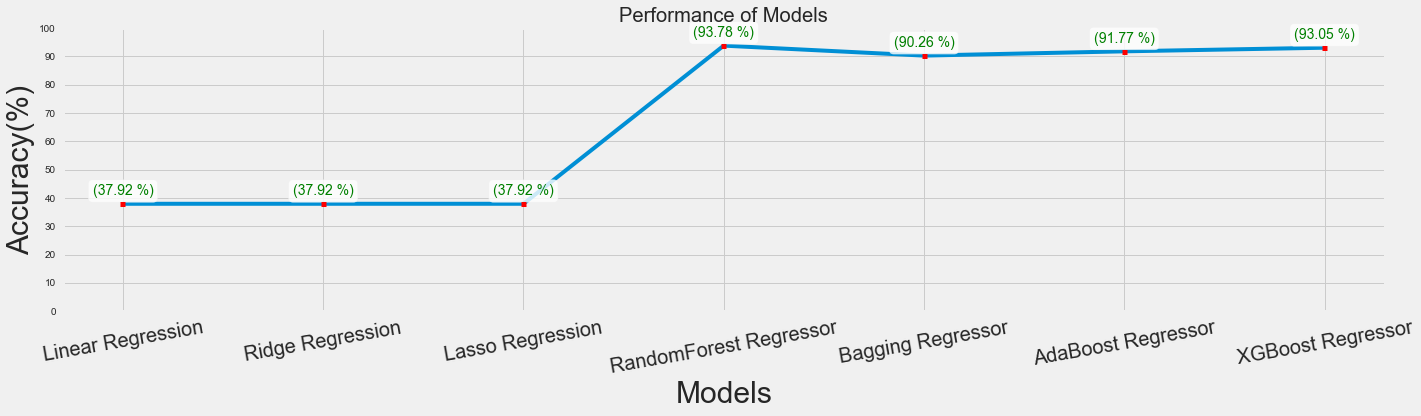 Performance of Models
Accuracy(%)
100
90
80
70
60
50
40
30
20
10
0
(37.92 %)
(37.92 %)
(37.92 %)
(93.78 %)
(90.26 %)
(91.77 %)
(93.05 %)
Linear Regression
Ridge Regression
Lasso Regression
RandomForest Regressor
Bagging Regressor
AdaBoost Regressor
XGBoost Regressor
Models